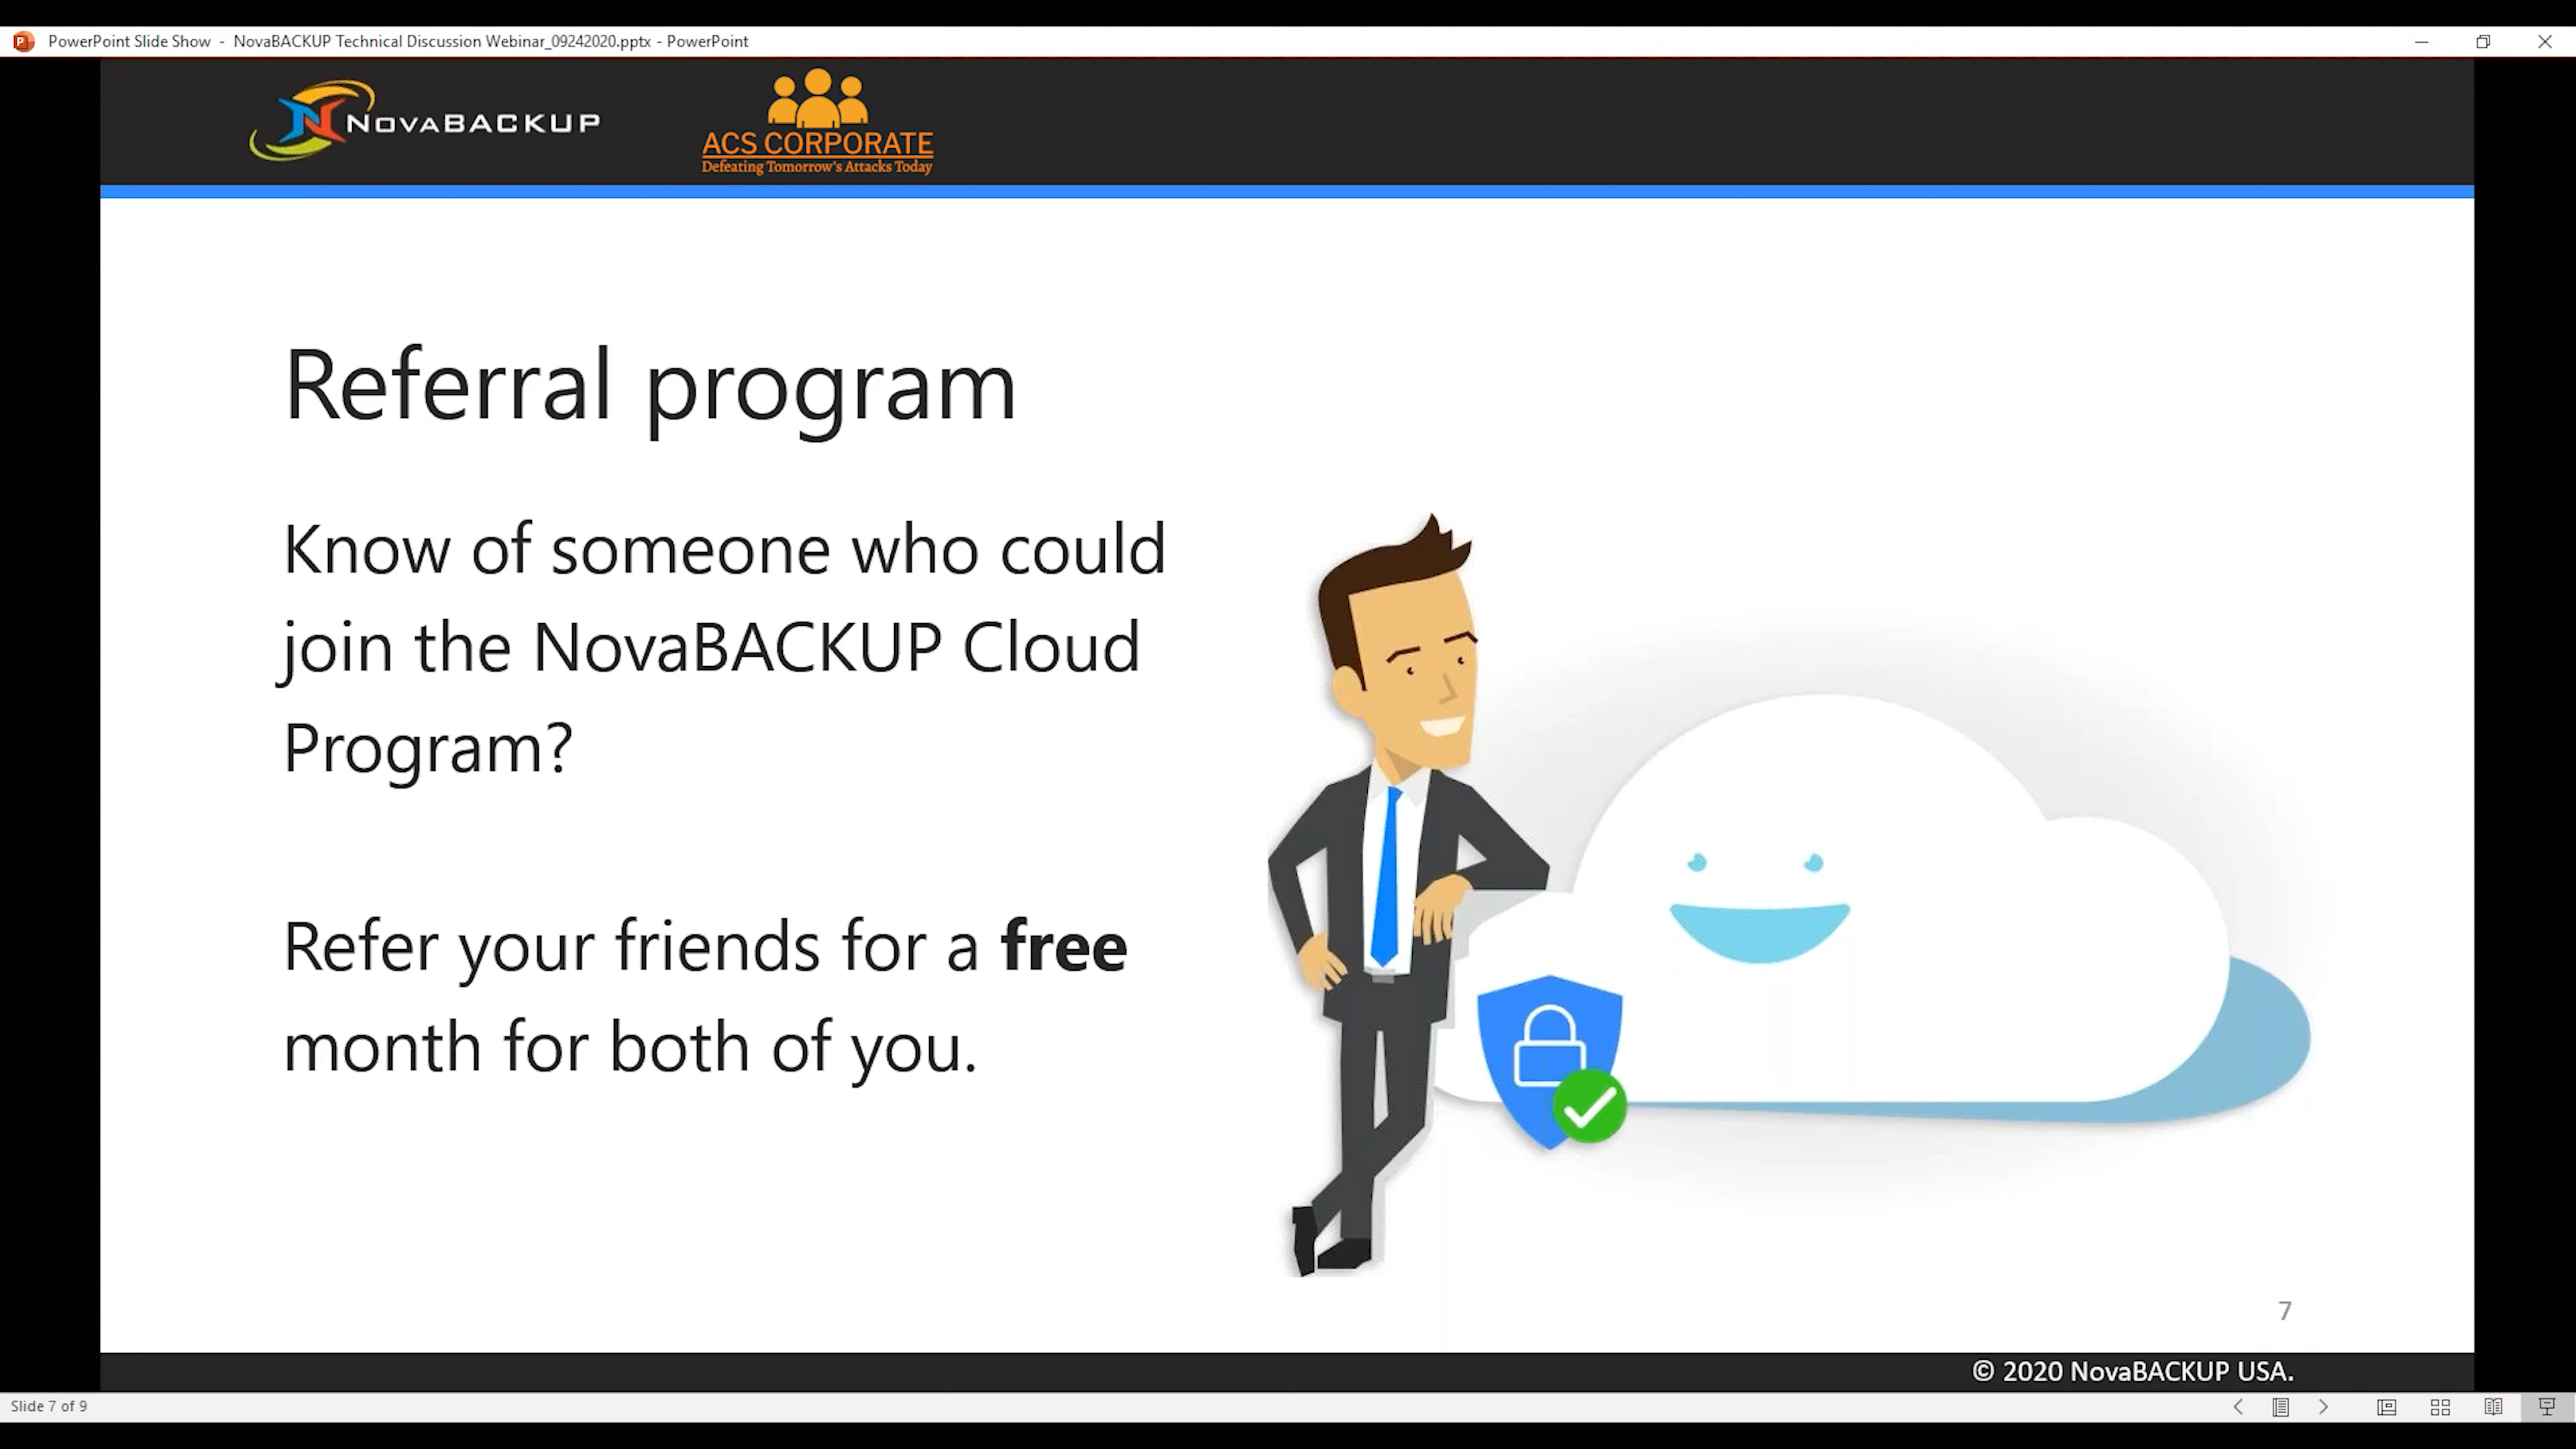 PowerPoint Slide Show - NovaBACKUP Technical Discussion Webinar_09242020.pptx - PowerPoint
NovaBACKUP
ACS CORPORATE
Defeating Tomorrow's Attacks Today
Referral program
Know of someone who could
join the NovaBACKUP Cloud
Program?
Refer your friends for a free
month for both of you.
7
© 2020 NovaBACKUP USA.
Slide 7 of 9